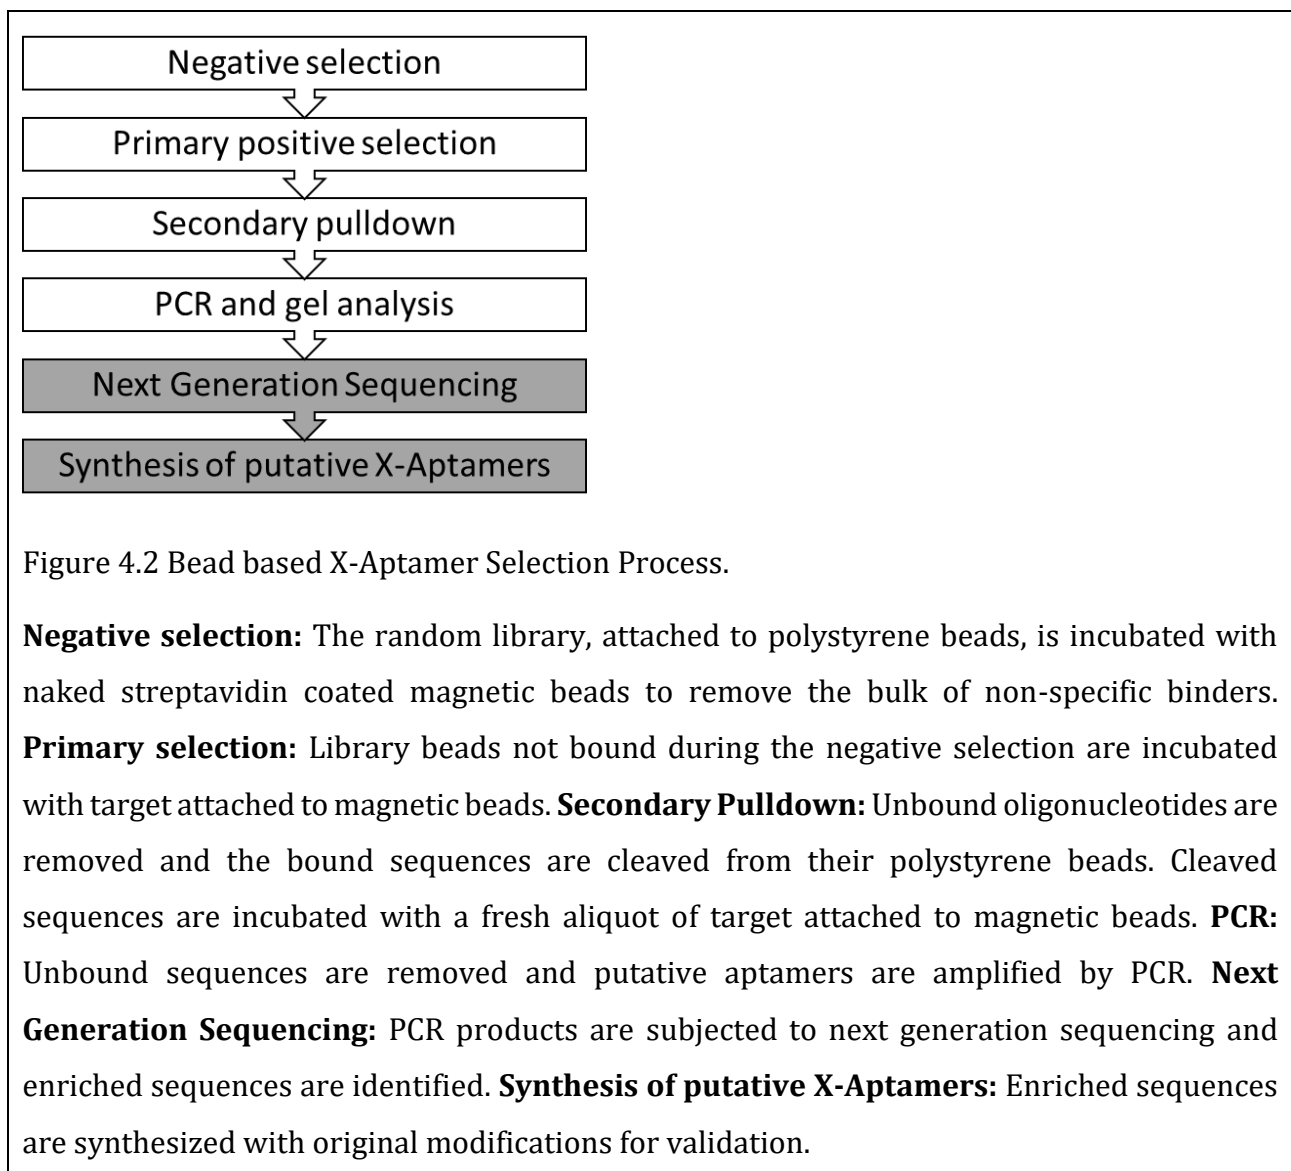 Negative selection
Primary positive selection
Secondary pulldown
PCR and gel analysis
Next Generation Sequencing
Synthesis of putative X-Aptamers
Figure 4.2 Bead based X-Aptamer Selection Process.
Negative selection: The random library, attached to polystyrene beads, is incubated with
naked streptavidin coated magnetic beads to remove the bulk of non-specific binders.
Primary selection: Library beads not bound during the negative selection are incubated
with target attached to magnetic beads. Secondary Pulldown: Unbound oligonucleotides are
removed and the bound sequences are cleaved from their polystyrene beads. Cleaved
sequences are incubated with a fresh aliquot of target attached to magnetic beads. PCR:
Unbound sequences are removed and putative aptamers are amplified by PCR. Next
Generation Sequencing: PCR products are subjected to next generation sequencing and
enriched sequences are identified. Synthesis of putative X-Aptamers: Enriched sequences
are synthesized with original modifications for validation.